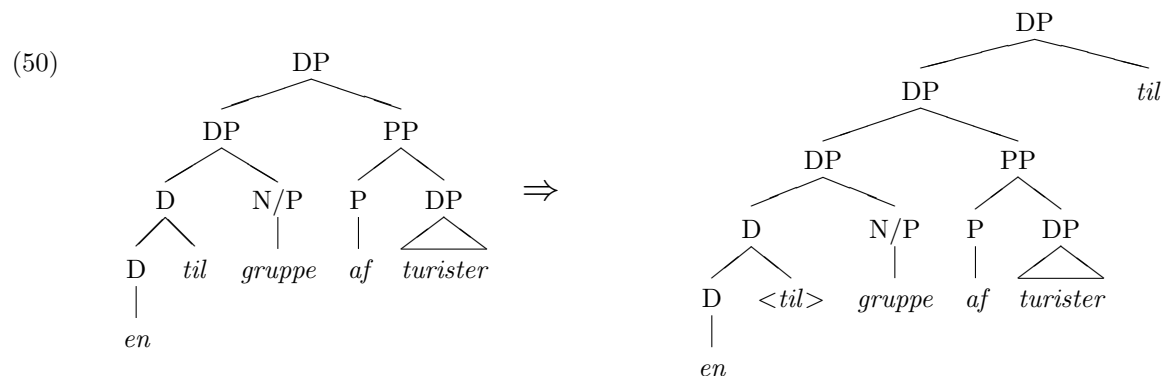 DP
(50) DP
DP til
DP PP
DP PP
D N/P P DP ⇒
D N/P P DP
D til gruppe af turister
D <til> gruppe af turister
en
en